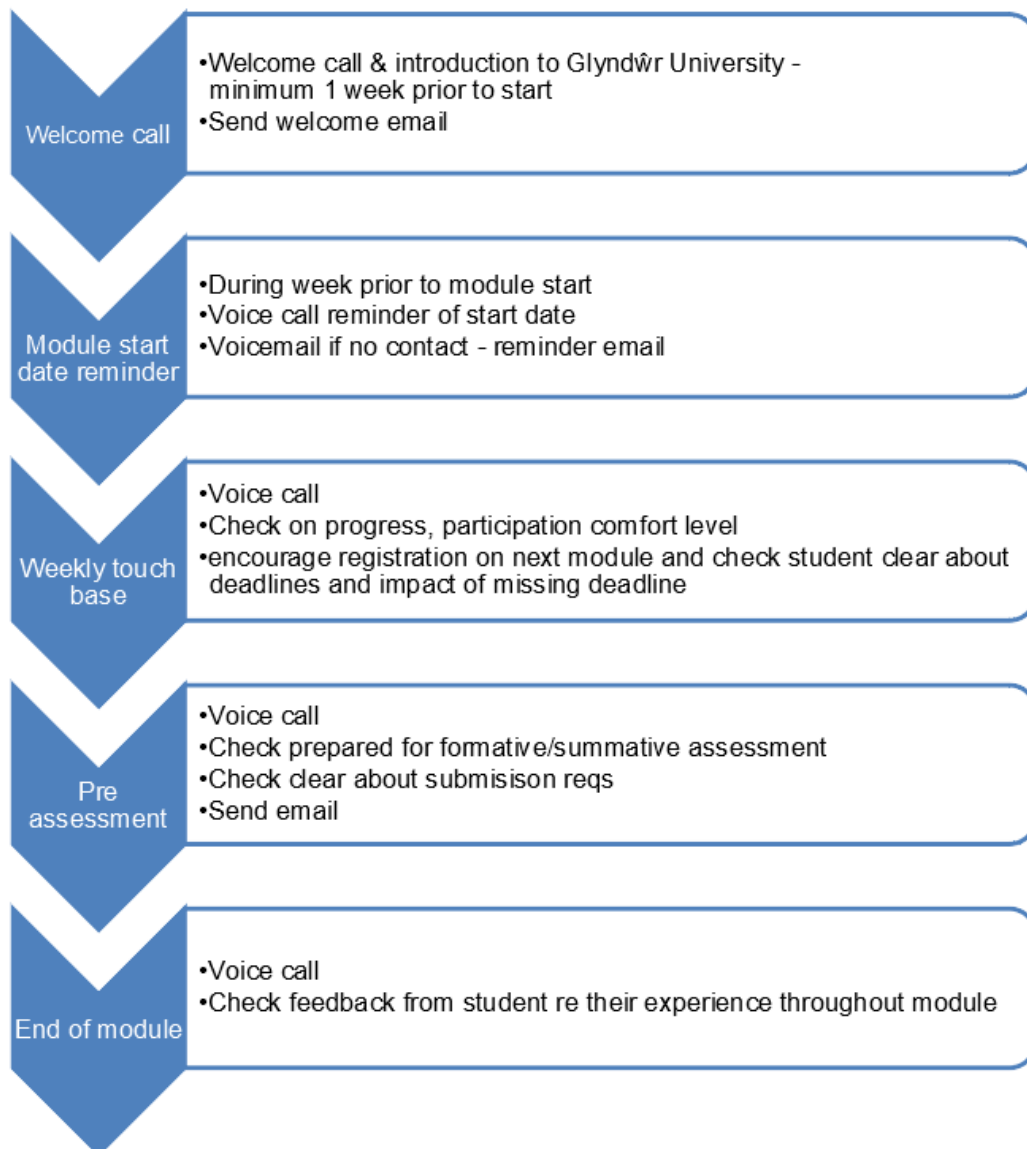 Welcome call
•Welcome call & introduction to Glyndŵr University -
minimum 1 week prior to start
•Send welcome email
Module start
date reminder
•During week prior to module start
•Voice call reminder of start date
•Voicemail if no contact - reminder email
Weekly touch
base
•Voice call
•Check on progress, participation comfort level
•encourage registration on next module and check student clear about
deadlines and impact of missing deadline
Pre
assessment
•Voice call
•Check prepared for formative/summative assessment
•Check clear about submisison reqs
•Send email
End of module
•Voice call
•Check feedback from student re their experience throughout module